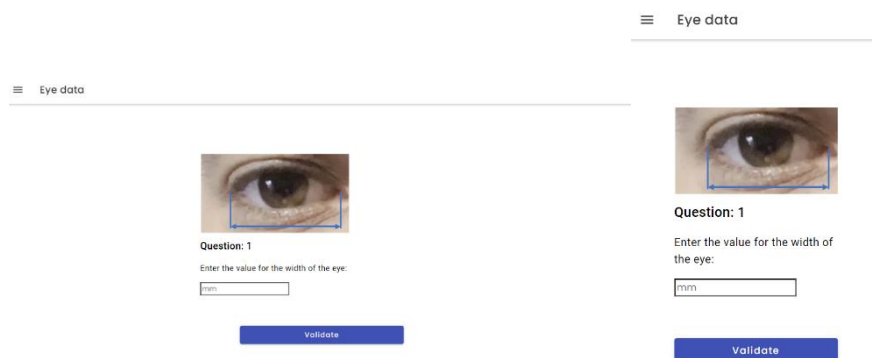 Eye data
Question: 1
Enter the value for the width of the eye:
mm
Validate
Eye data
Question: 1
Enter the value for the width of
the eye:
mm
Validate